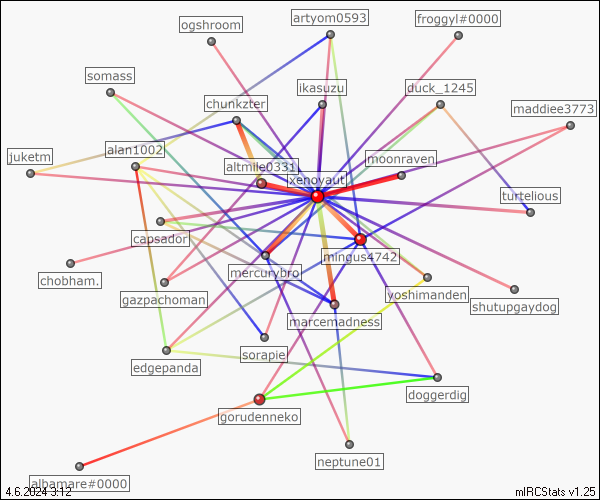 artyom0593
froggyl#0000
ogshroom
somass
ikasuzu
duck_1245
chunkzter
maddiee3773
juketm
alan1002
moonraven
altmile0331
xenovaut
turtelious
capsador
mingus4742
chobham.
mercurybro
gazpachoman
yoshimanden
shutupgaydog
marcemadness
sorapie
edgepanda
doggerdig
gorudenneko
neptune01
albamare#0000
4.6.2024 3:12
mIRCStats v1.25